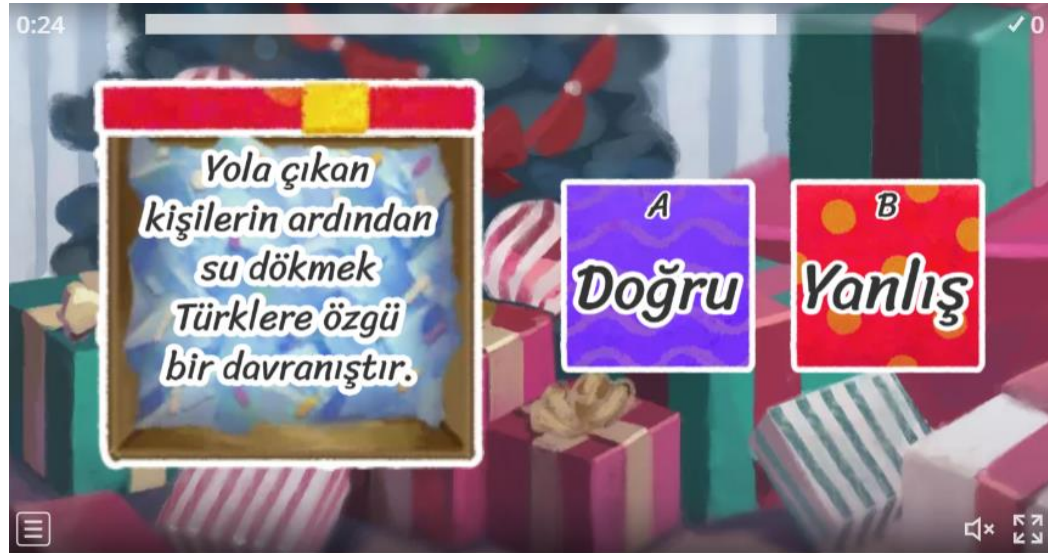 0:24
✓ 0
Yola çıkan
kişilerin ardından
su dökmek
Türklere özgü
bir davranıştır.
A
Doğru
B
Yanlış